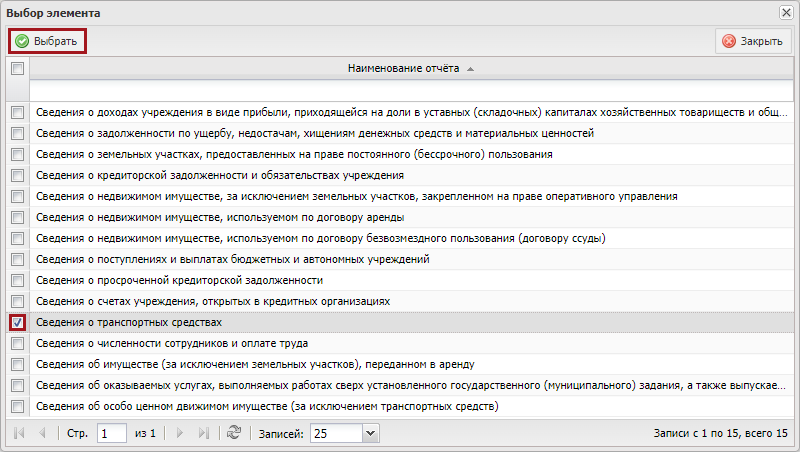 Выбор элемента
Выбрать
Закрыть
Наименование отчёта
Сведения о доходах учреждения в виде прибыли, приходящейся на доли в уставных (складочных) капиталах хозяйственных товариществ и общ...
Сведения о задолженности по ущербу, недостачам, хищениям денежных средств и материальных ценностей
Сведения о земельных участках, предоставленных на праве постоянного (бессрочного) пользования
Сведения о кредиторской задолженности и обязательствах учреждения
Сведения о недвижимом имуществе, за исключением земельных участков, закрепленном на праве оперативного управления
Сведения о недвижимом имуществе, используемом по договору аренды
Сведения о недвижимом имуществе, используемом по договору безвозмездного пользования (договору ссуды)
Сведения о поступлениях и выплатах бюджетных и автономных учреждений
Сведения о просроченной кредиторской задолженности
Сведения о счетах учреждения, открытых в кредитных организациях
Сведения о транспортных средствах
Сведения о численности сотрудников и оплате труда
Сведения об имуществе (за исключением земельных участков), переданном в аренду
Сведения об оказываемых услугах, выполняемых работах сверх установленного государственного (муниципального) задания, а также выпускае...
Сведения об особо ценном движимом имуществе (за исключением транспортных средств)
Стр. 1 из 1 Записей: 25 Записи с 1 по 15, всего 15